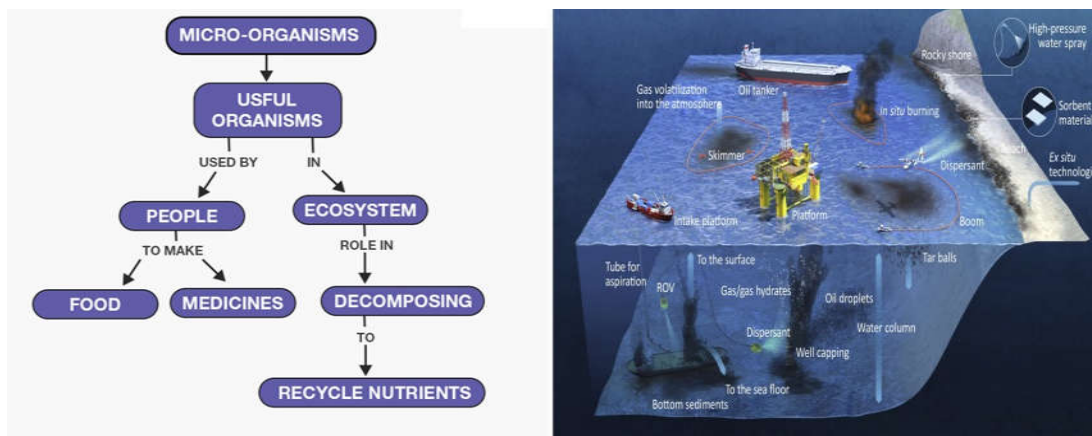 MICRO-ORGANISMS
USFUL
ORGANISMS
USED BY
IN
PEOPLE
ECOSYSTEM
TO MAKE
ROLE IN
FOOD
MEDICINES
DECOMPOSING
TO
RECYCLE NUTRIENTS
High-pressure
water spray
Rocky shore
Oil tanker
Gas volatilization
into the atmosphere
In situ burning
Sorbent
material
Beach
Skimmer
Dispersant
Ex situ
technologi
Intake platform
Platform
Boom
Tube for
aspiration
To the surface
Tar balls
ROV
Gas/gas hydrates
Oil droplets
Water column
Dispersant
Well capping
To the sea floor
Bottom sediments